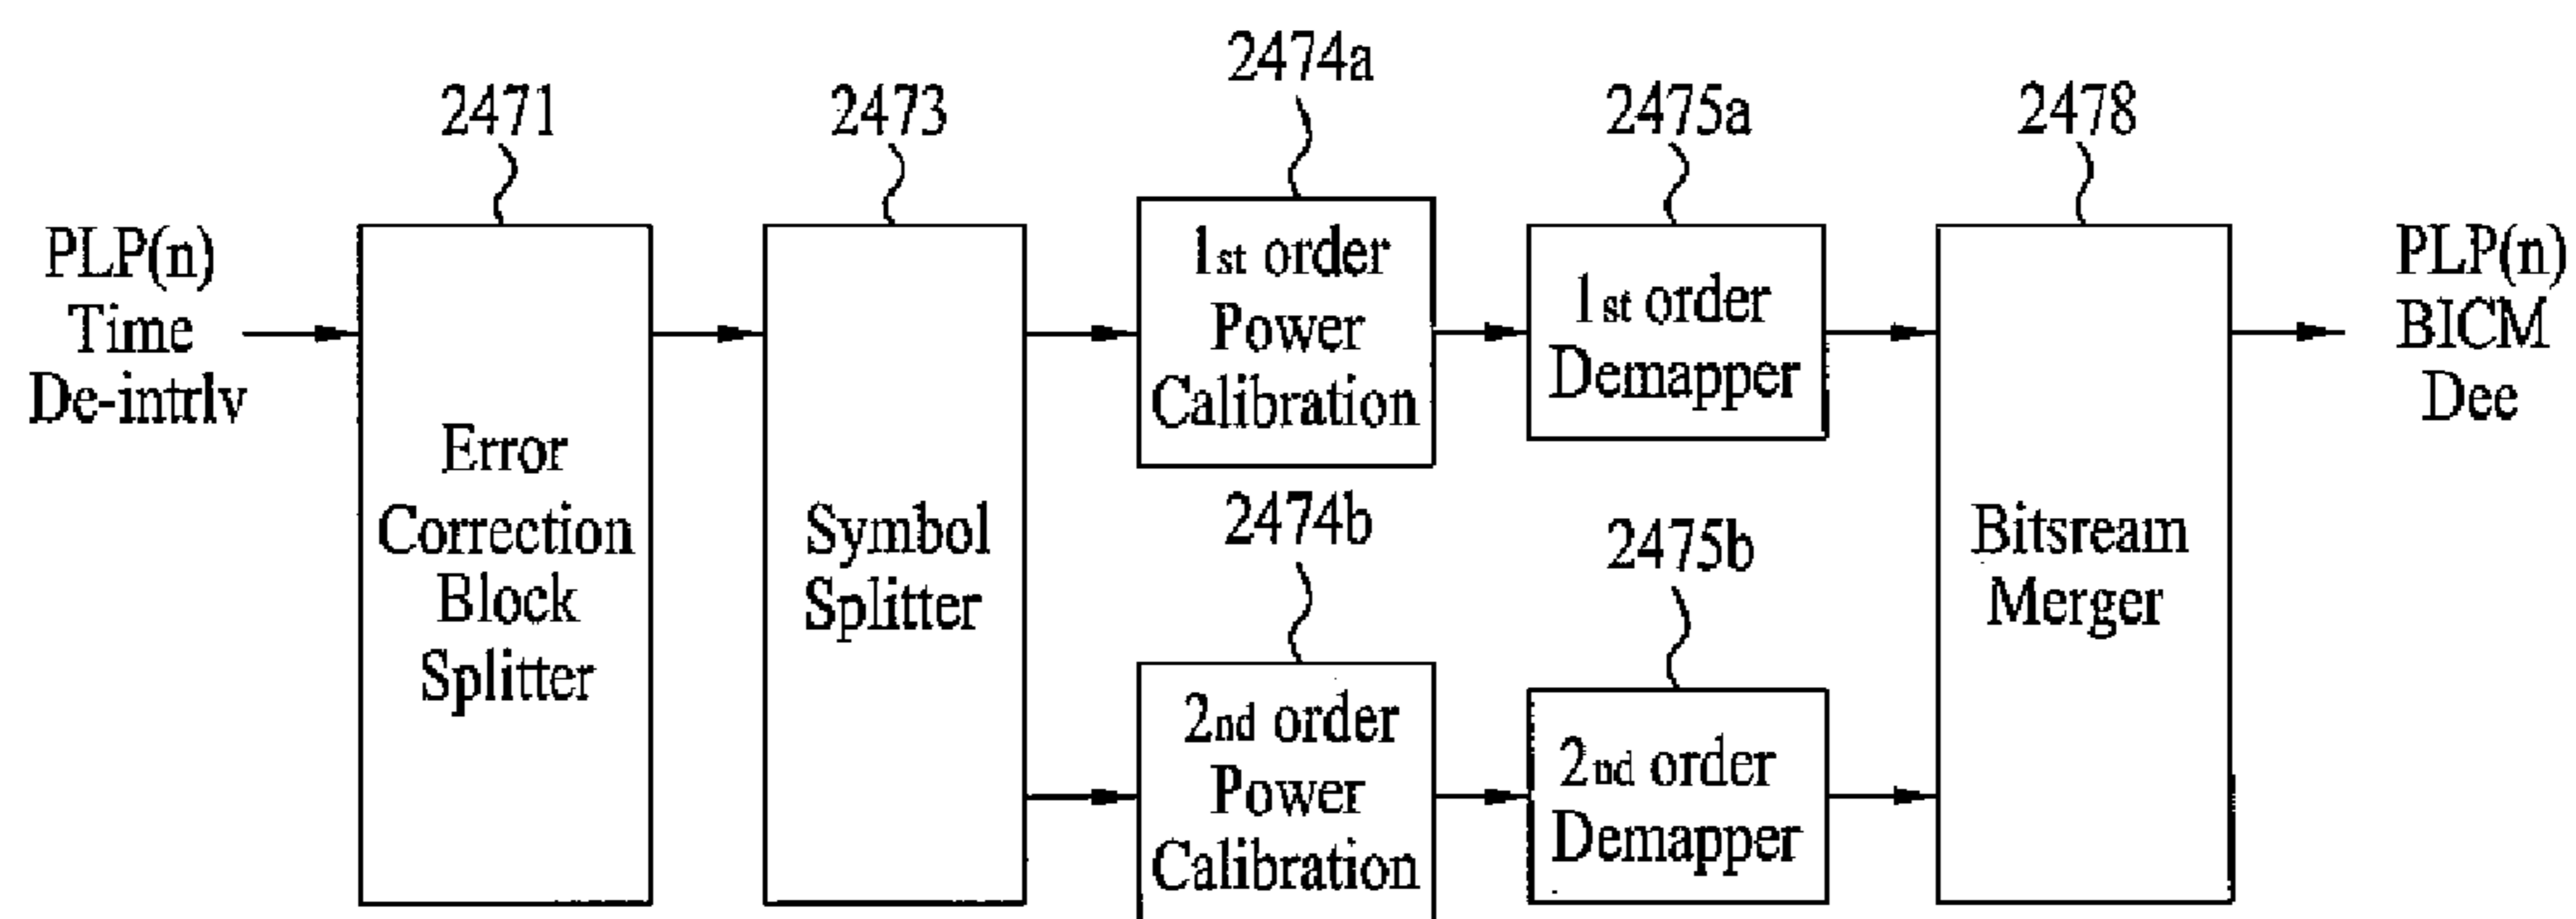 2474a
2471
2473
2475a
2478
PLP(n)
Time
De-intrlv
Error
Correction
Block
Splitter
Symbol
Splitter
1st order
Power
Calibration
1st order
Demapper
2474b
2475b
2nd order
Power
Calibration
2nd order
Demapper
Bitsream
Merger
PLP(n)
BICM
Dee